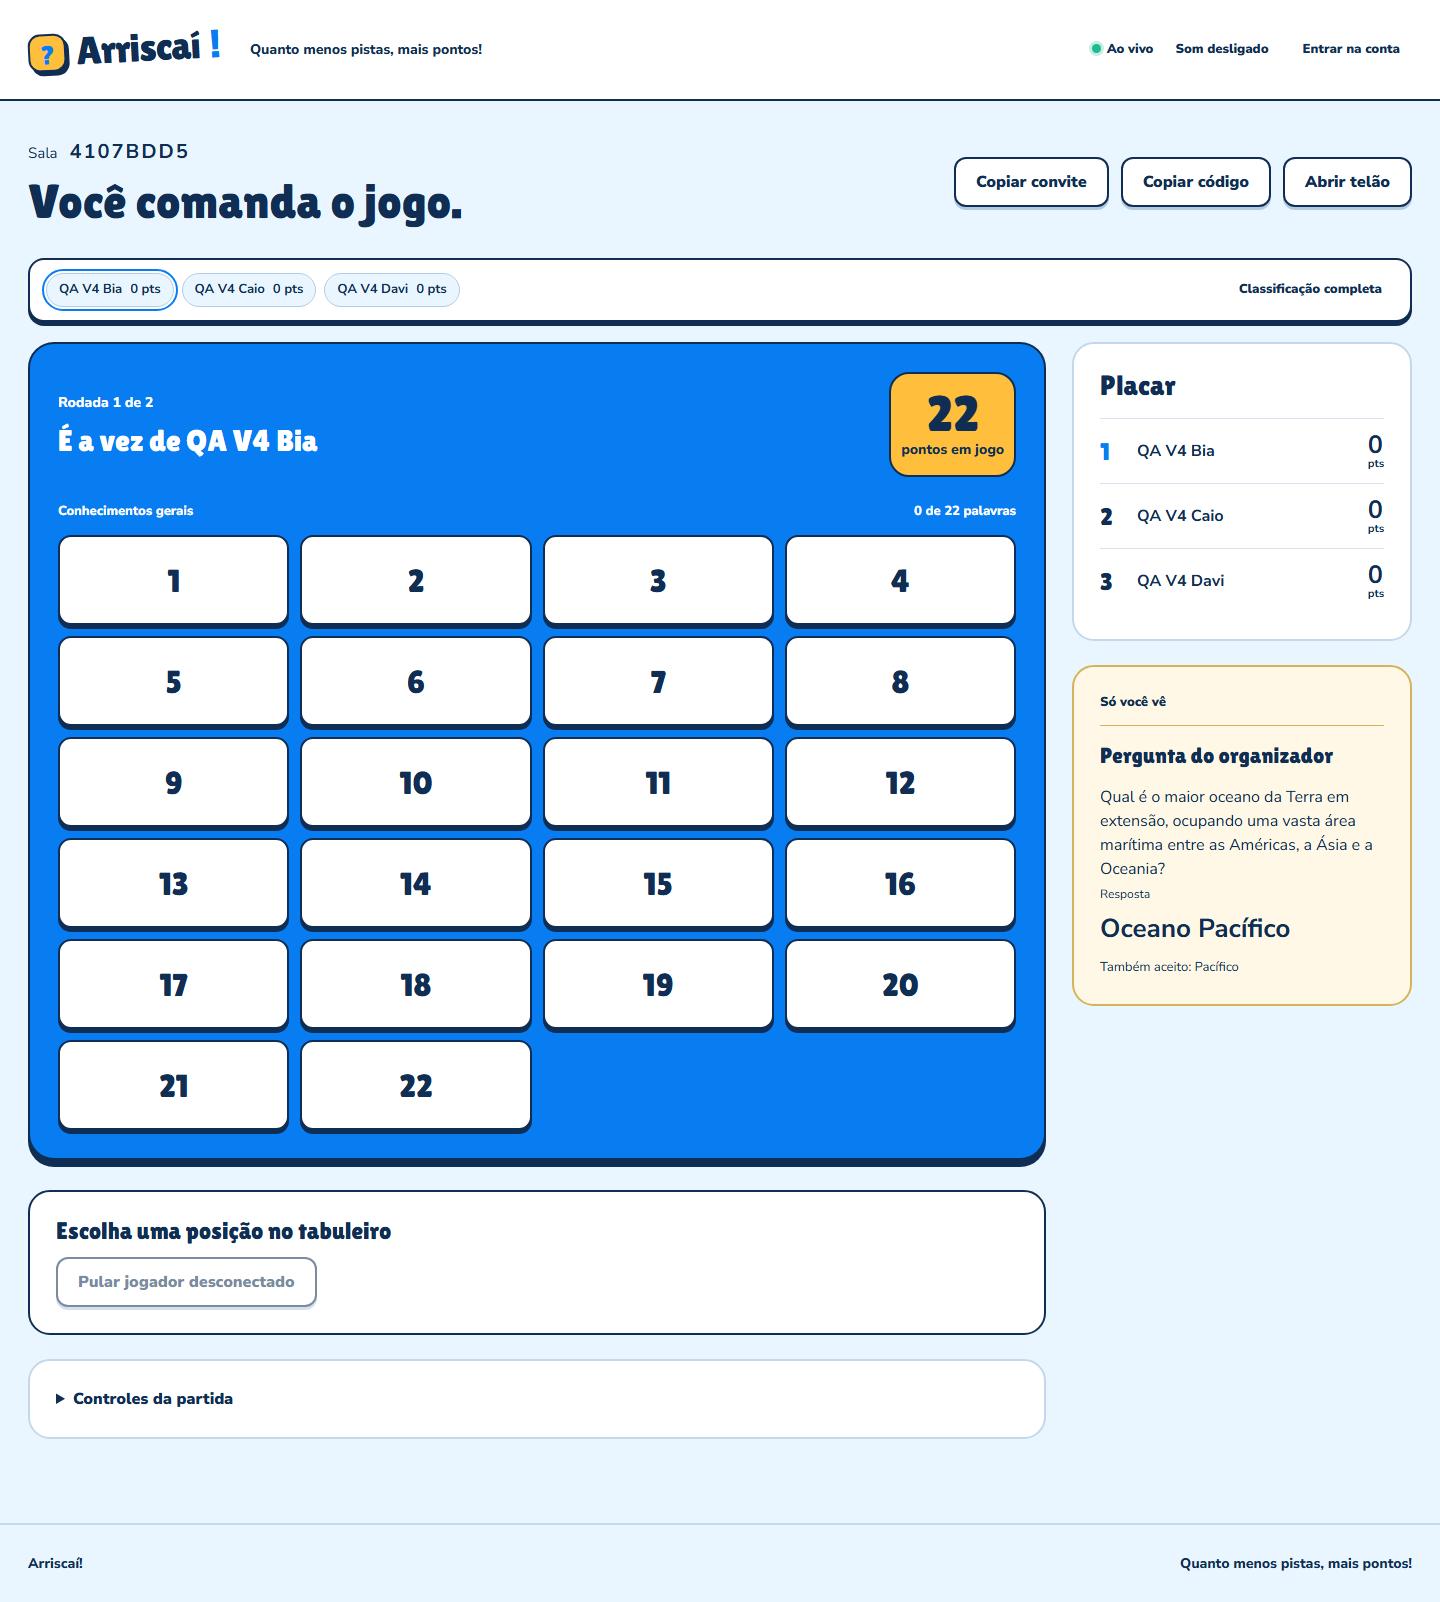 ? Arriscaí ! Quanto menos pistas, mais pontos! Ao vivo Som desligado Entrar na conta
Sala 4107BDD5
Você comanda o jogo.
Copiar convite Copiar código Abrir telão
QA V4 Bia 0 pts QA V4 Caio 0 pts QA V4 Davi 0 pts Classificação completa
Rodada 1 de 2
É a vez de QA V4 Bia
22
pontos em jogo
Conhecimentos gerais 0 de 22 palavras
1 2 3 4
5 6 7 8
9 10 11 12
13 14 15 16
17 18 19 20
21 22
Escolha uma posição no tabuleiro
Pular jogador desconectado
Controles da partida
Placar
1 QA V4 Bia 0 pts
2 QA V4 Caio 0 pts
3 QA V4 Davi 0 pts
Só você vê
Pergunta do organizador
Qual é o maior oceano da Terra em
extensão, ocupando uma vasta área
marítima entre as Américas, a Ásia e a
Oceania?
Resposta
Oceano Pacífico
Também aceito: Pacífico
Arriscaí! Quanto menos pistas, mais pontos!